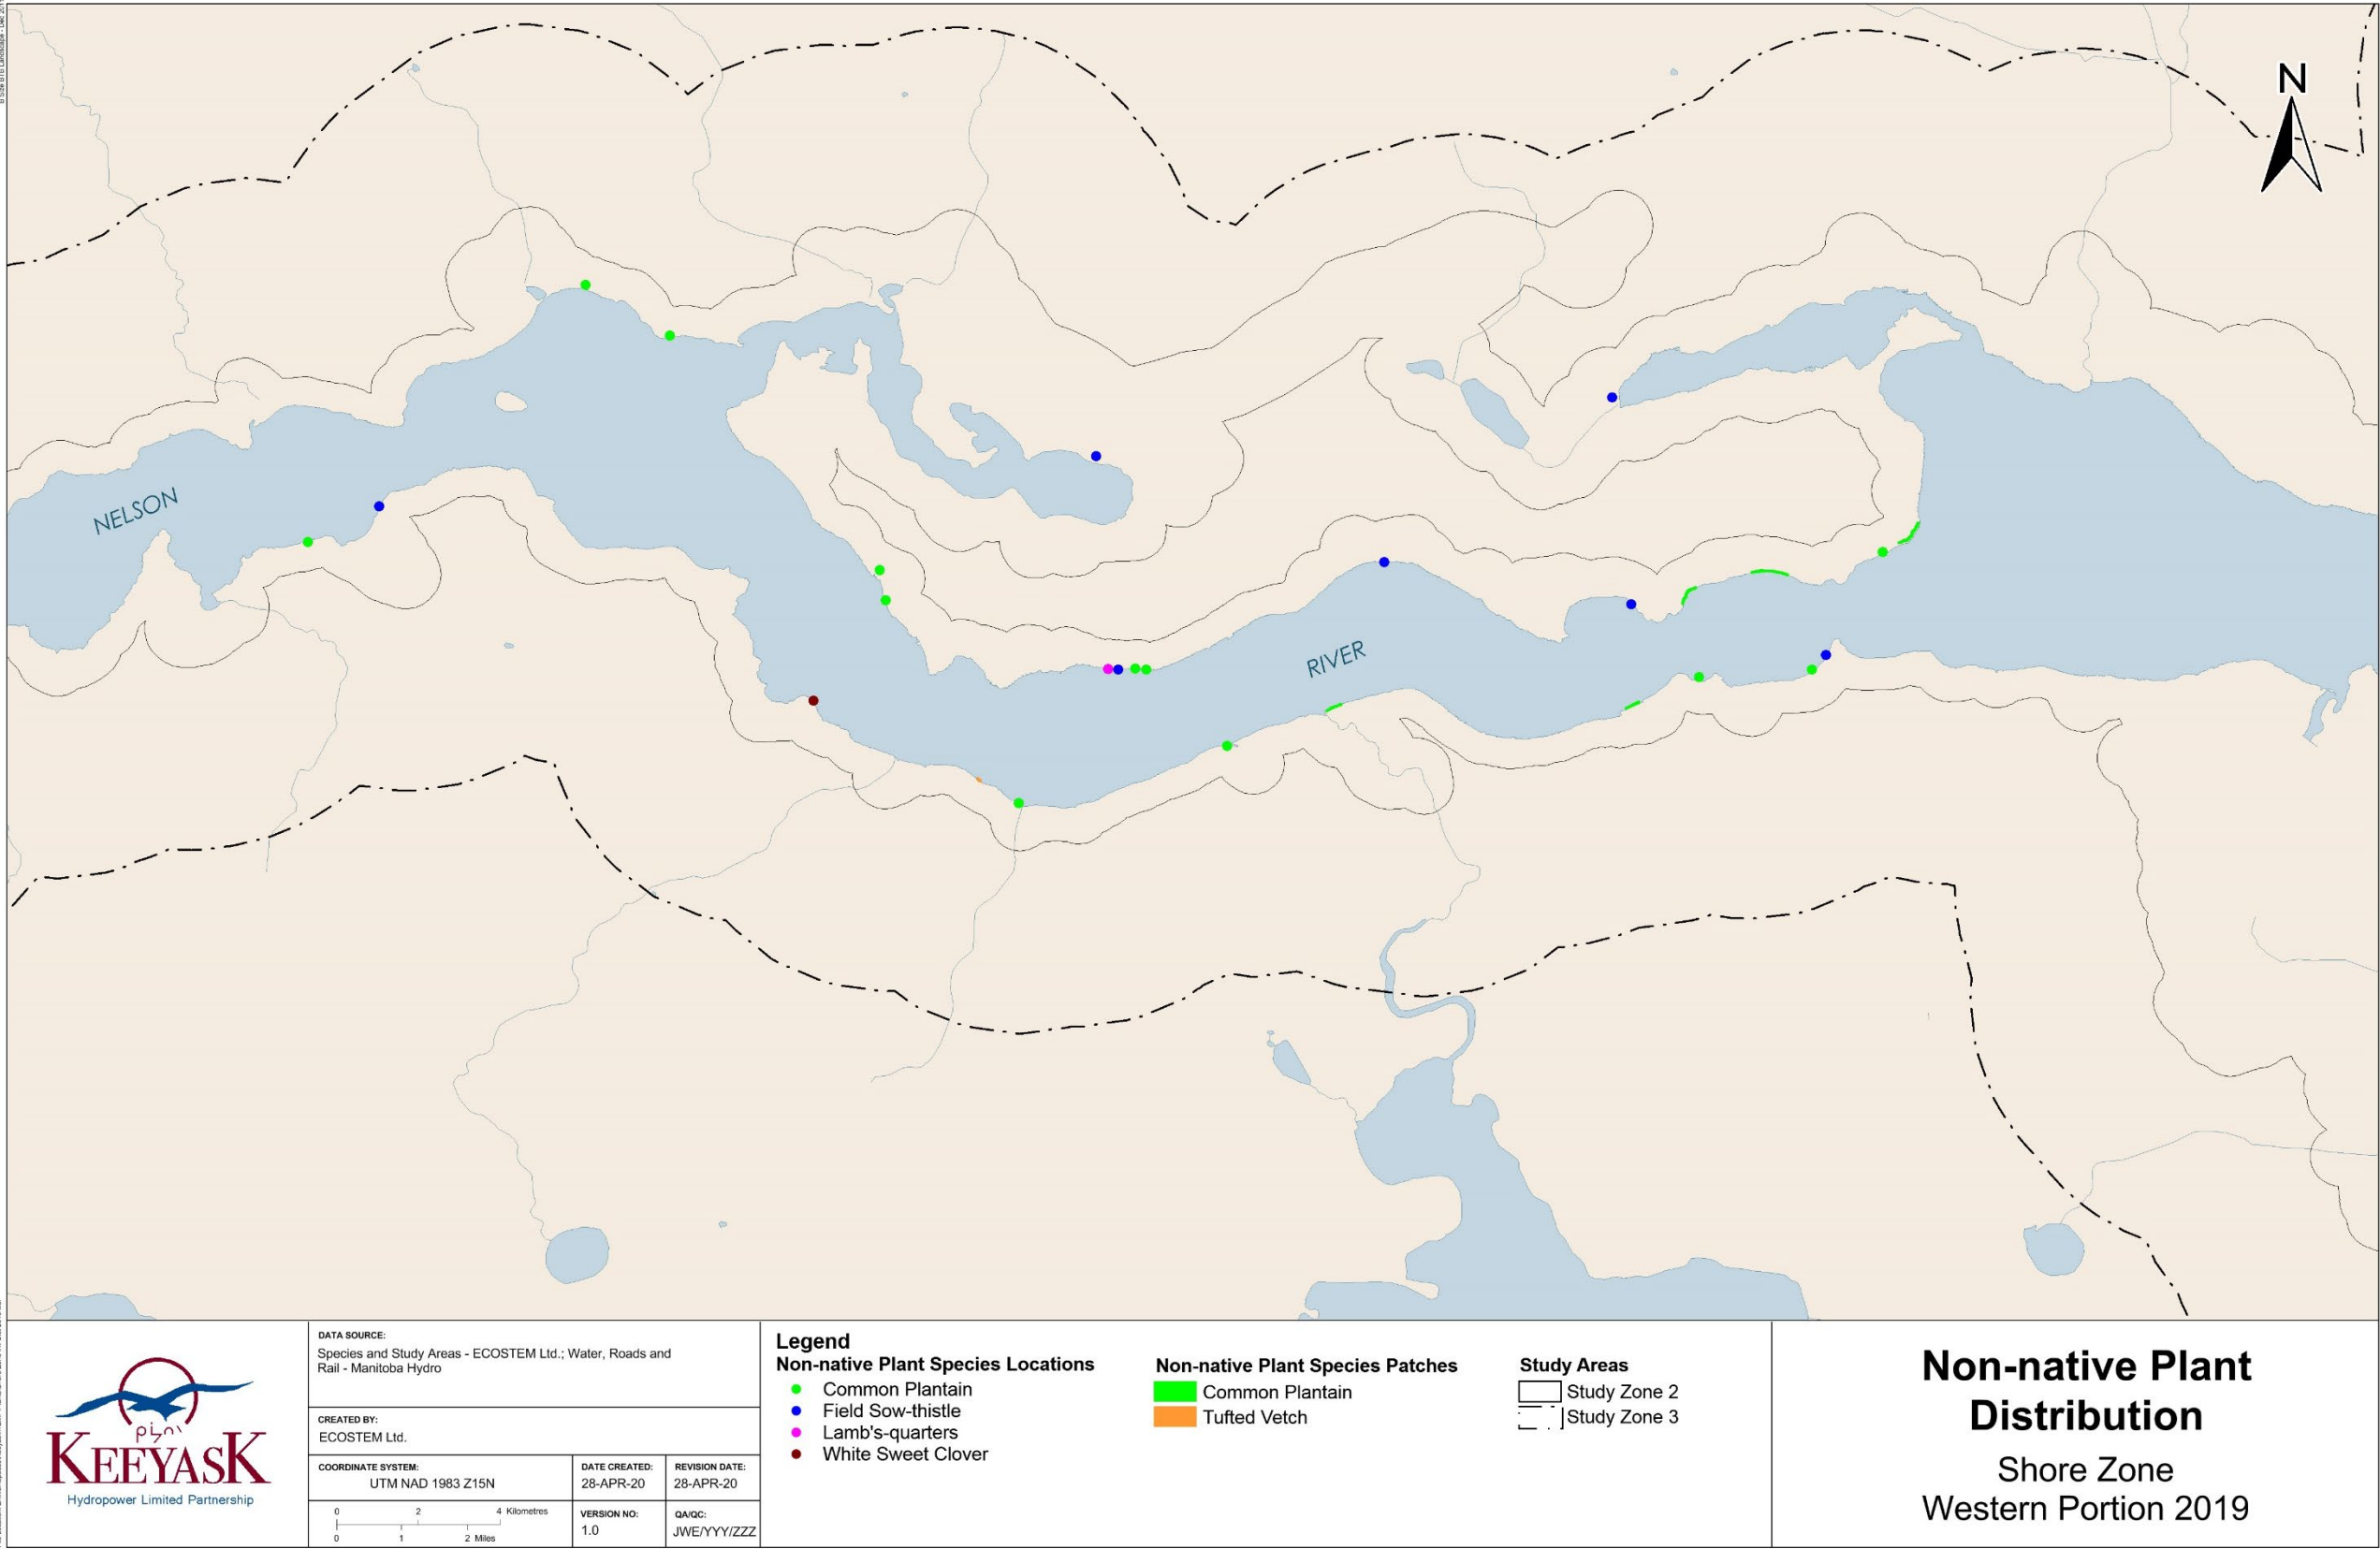 N
NELSON
RIVER
KEEYASK
Hydropower Limited Partnership
DATA SOURCE:
Species and Study Areas - ECOSTEM Ltd.; Water, Roads and
Rail - Manitoba Hydro
CREATED BY:
ECOSTEM Ltd.
COORDINATE SYSTEM:
UTM NAD 1983 Z15N
DATE CREATED:
28-APR-20
REVISION DATE:
28-APR-20
0 2 4 Kilometres
0 1 2 Miles
VERSION NO:
1.0
QA/QC:
JWE/YYY/ZZZ
Legend
Non-native Plant Species Locations
Common Plantain
Field Sow-thistle
Lamb's-quarters
White Sweet Clover
Non-native Plant Species Patches
Common Plantain
Tufted Vetch
Study Areas
Study Zone 2
Study Zone 3
Non-native Plant
Distribution
Shore Zone
Western Portion 2019